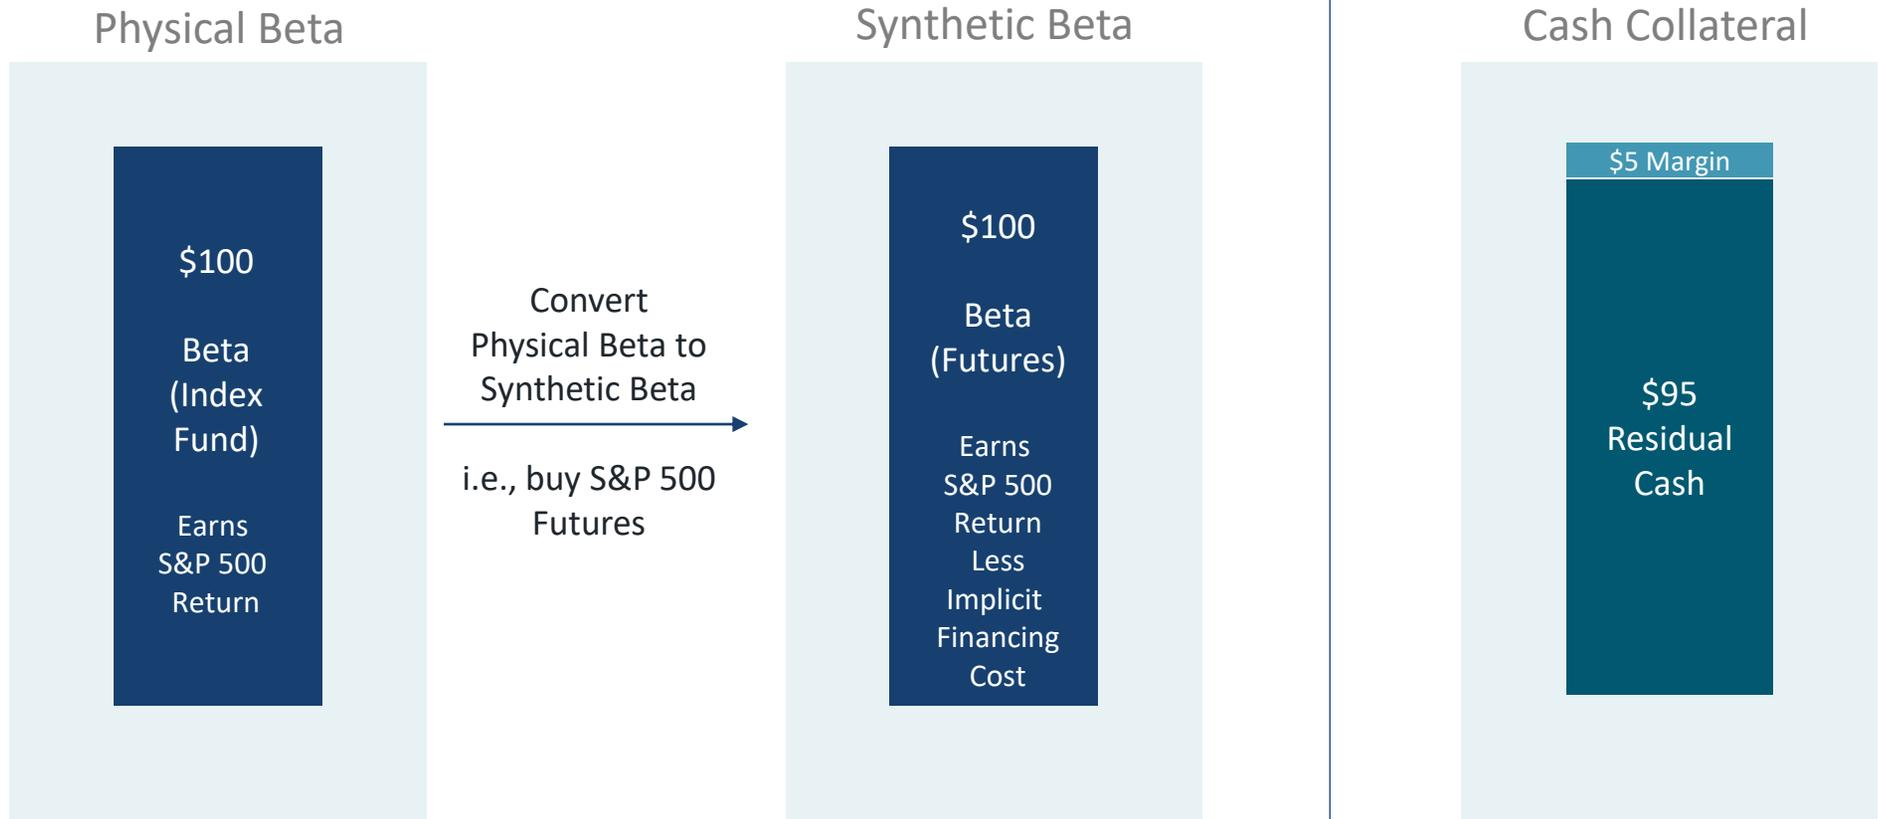 Physical Beta
$100
Beta
(Index
Fund)
Earns
S&P 500
Return
Convert
Physical Beta to
Synthetic Beta
i.e., buy S&P 500
Futures
Synthetic Beta
$100
Beta
(Futures)
Earns
S&P 500
Return
Less
Implicit
Financing
Cost
Cash Collateral
$5 Margin
$95
Residual
Cash